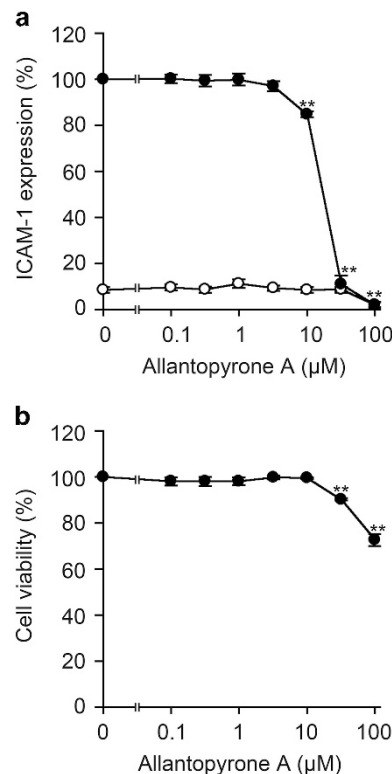 a
120
100
80
60
40
20
0
ICAM-1 expression (%)
**
**
**
0 0.1 1 10 100
Allantopyrone A (µM)
b
120
100
80
60
40
20
0
Cell viability (%)
**
**
0 0.1 1 10 100
Allantopyrone A (µM)